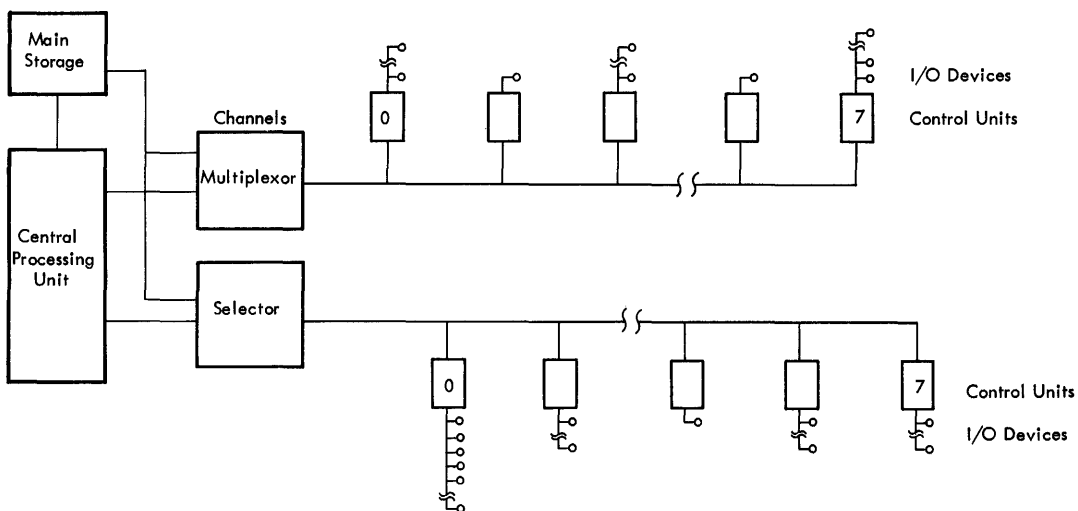 Main
Storage
Channels
0
7
I/O Devices
Control Units
Multiplexor
Central
Processing
Unit
Selector
0
7
Control Units
I/O Devices